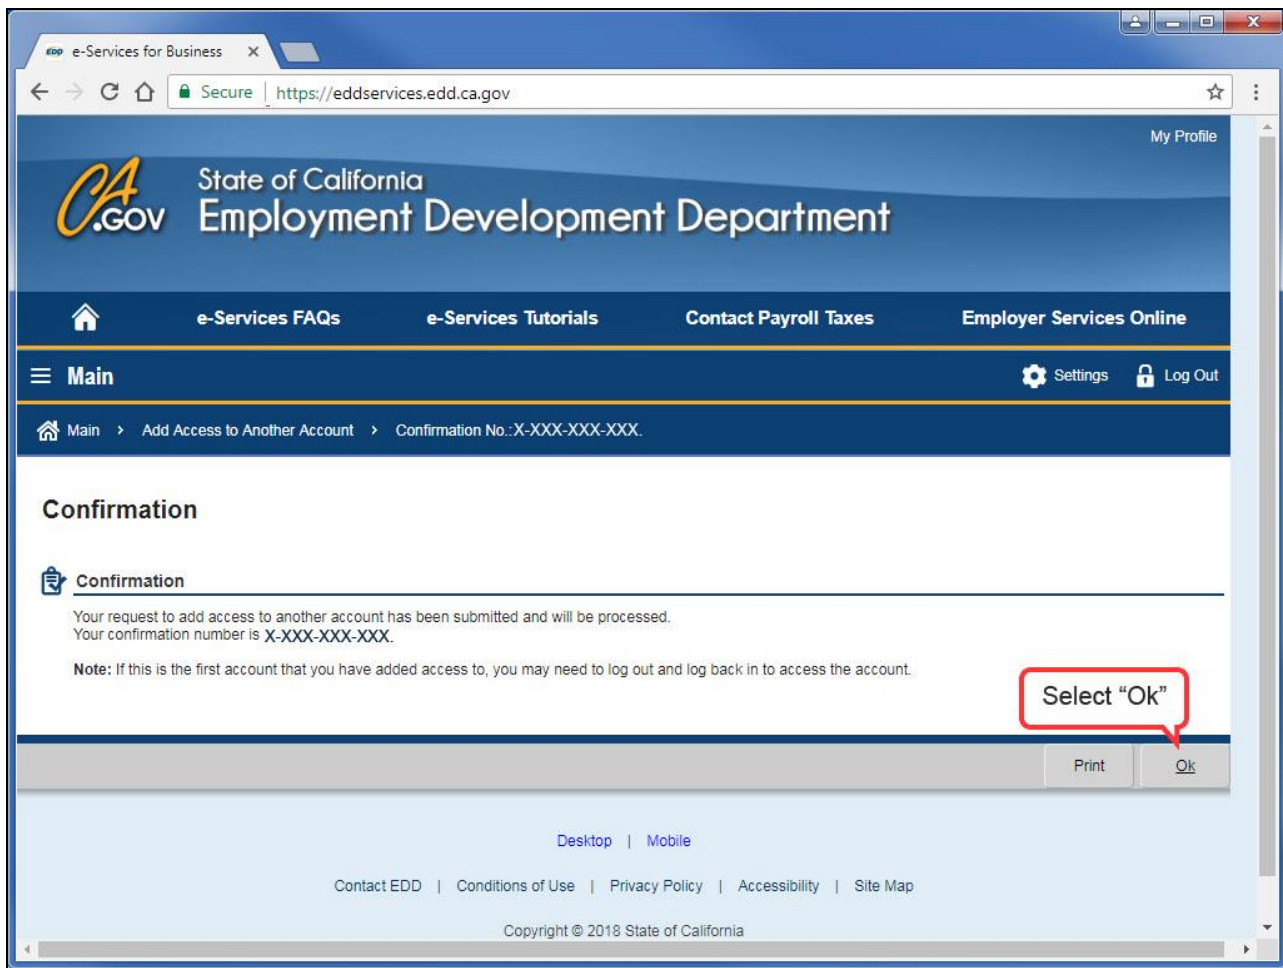 EDD e-Services for Business
Secure | https://eddservices.edd.ca.gov
My Profile
CA
.GOV
State of California
Employment Development Department
e-Services FAQs e-Services Tutorials Contact Payroll Taxes Employer Services Online
Main Settings Log Out
Main > Add Access to Another Account > Confirmation No.:X-XXX-XXX-XXX.
Confirmation
Confirmation
Your request to add access to another account has been submitted and will be processed.
Your confirmation number is X-XXX-XXX-XXX.
Note: If this is the first account that you have added access to, you may need to log out and log back in to access the account.
Select “Ok”
Print Ok
Desktop | Mobile
Contact EDD | Conditions of Use | Privacy Policy | Accessibility | Site Map
Copyright © 2018 State of California